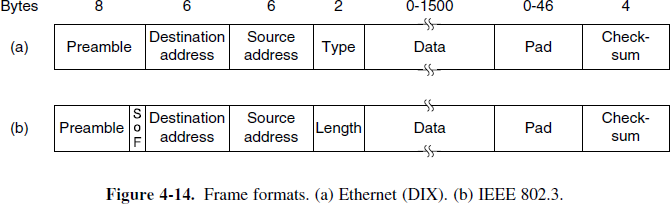 Bytes 8 6 6 2 0-1500 0-46 4
(a) Preamble Destination address Source address Type Data Pad Check-sum
(b) Preamble SoF Destination address Source address Length Data Pad Check-sum
Figure 4-14. Frame formats. (a) Ethernet (DIX). (b) IEEE 802.3.